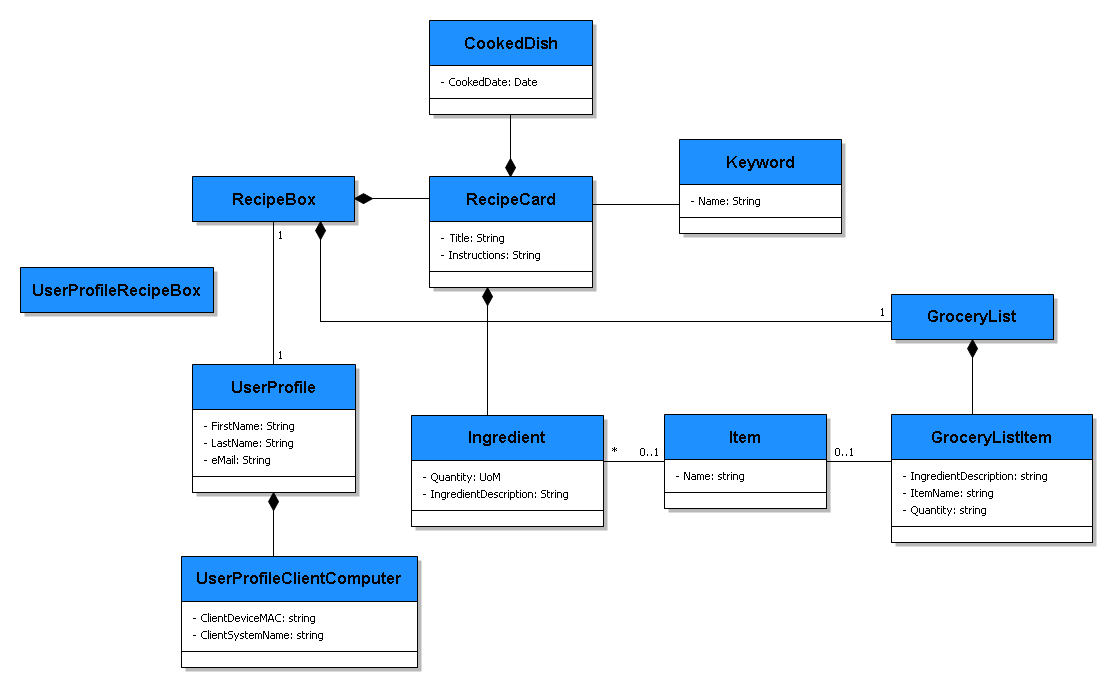 CookedDish
- CookedDate: Date
Keyword
- Name: String
RecipeBox
RecipeCard
- Title: String
- Instructions: String
1
UserProfileRecipeBox
1
GroceryList
1
UserProfile
- FirstName: String
- LastName: String
- eMail: String
Ingredient
- Quantity: UoM
- IngredientDescription: String
* 0..1
Item
- Name: string
0..1
GroceryListItem
- IngredientDescription: string
- ItemName: string
- Quantity: string
UserProfileClientComputer
- ClientDeviceMAC: string
- ClientSystemName: string